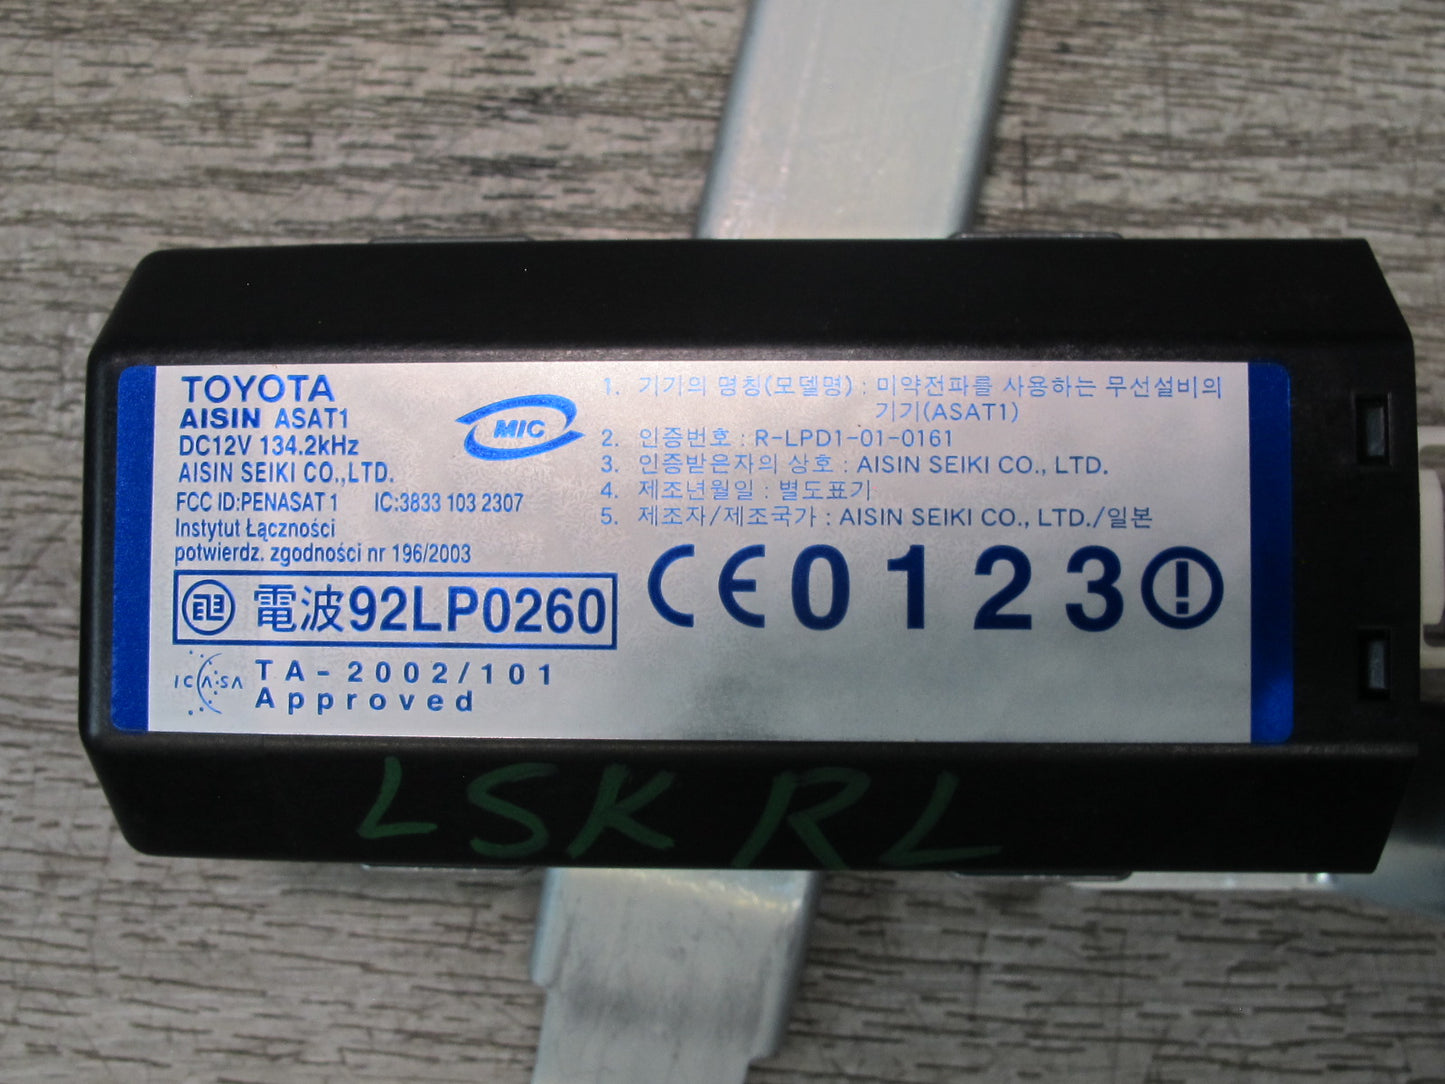 TOYOTA
AISIN ASAT1
DC12V 134.2kHz
AISIN SEIKI CO.,LTD.
FCC ID:PENASAT1 IC:3833 103 2307
Instytut Łączności
potwierdz. zgodności nr 196/2003
電波92LP0260
ICASA
TA-2002/101
Approved
MIC
1. 기기의 명칭(모델명) : 미약전파를 사용하는 무선설비의
기기(ASAT1)
2. 인증번호 : R-LPD1-01-0161
3. 인증받은자의 상호 : AISIN SEIKI CO., LTD.
4. 제조년월일 : 별도표기
5. 제조자/제조국가 : AISIN SEIKI CO., LTD./일본
CE0123!
LSK RL